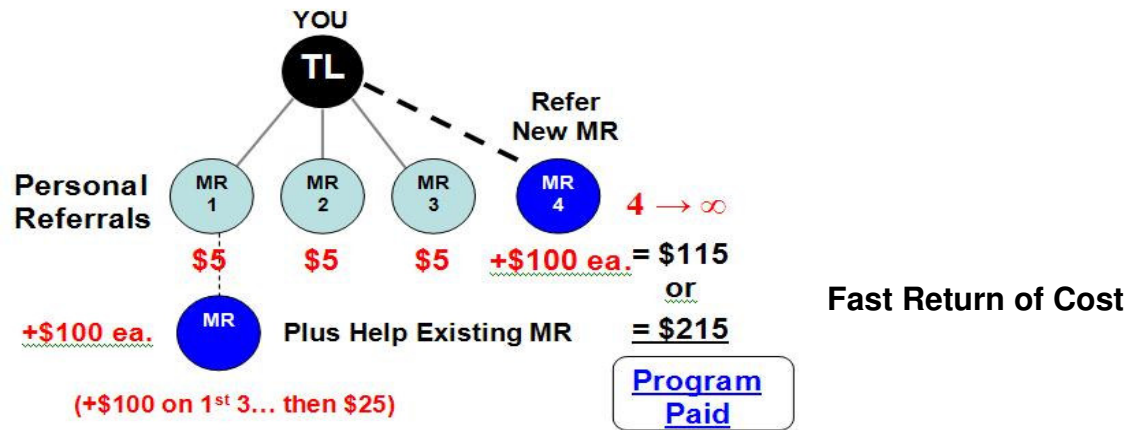 YOU
TL
Refer
New MR
Personal
Referrals
MR
1
MR
2
MR
3
MR
4
4 → ∞
$5
$5
$5
+$100 ea.
= $115
or
= $215
+$100 ea.
MR
Plus Help Existing MR
Fast Return of Cost
(+$100 on 1st 3... then $25)
Program
Paid